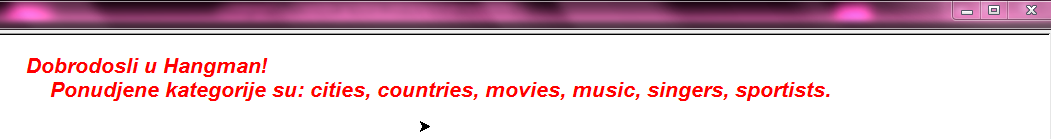 Dobrodosli u Hangman!
Ponudjene kategorije su: cities, countries, movies, music, singers, sportists.